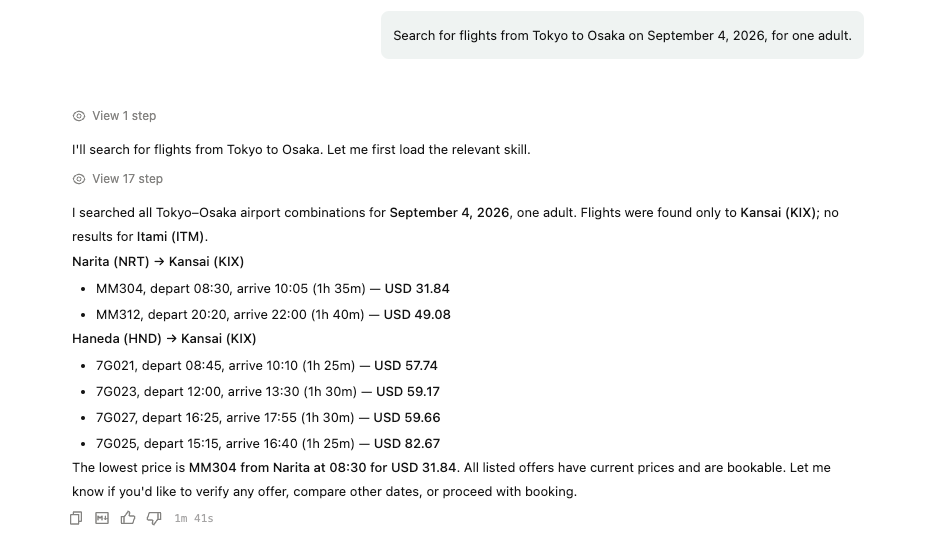 Search for flights from Tokyo to Osaka on September 4, 2026, for one adult.
View 1 step
I'll search for flights from Tokyo to Osaka. Let me first load the relevant skill.
View 17 step
I searched all Tokyo–Osaka airport combinations for September 4, 2026, one adult. Flights were found only to Kansai (KIX); no
results for Itami (ITM).
Narita (NRT) → Kansai (KIX)
• MM304, depart 08:30, arrive 10:05 (1h 35m) — USD 31.84
• MM312, depart 20:20, arrive 22:00 (1h 40m) — USD 49.08
Haneda (HND) → Kansai (KIX)
• 7G021, depart 08:45, arrive 10:10 (1h 25m) — USD 57.74
• 7G023, depart 12:00, arrive 13:30 (1h 30m) — USD 59.17
• 7G027, depart 16:25, arrive 17:55 (1h 30m) — USD 59.66
• 7G025, depart 15:15, arrive 16:40 (1h 25m) — USD 82.67
The lowest price is MM304 from Narita at 08:30 for USD 31.84. All listed offers have current prices and are bookable. Let me
know if you'd like to verify any offer, compare other dates, or proceed with booking.
1m 41s